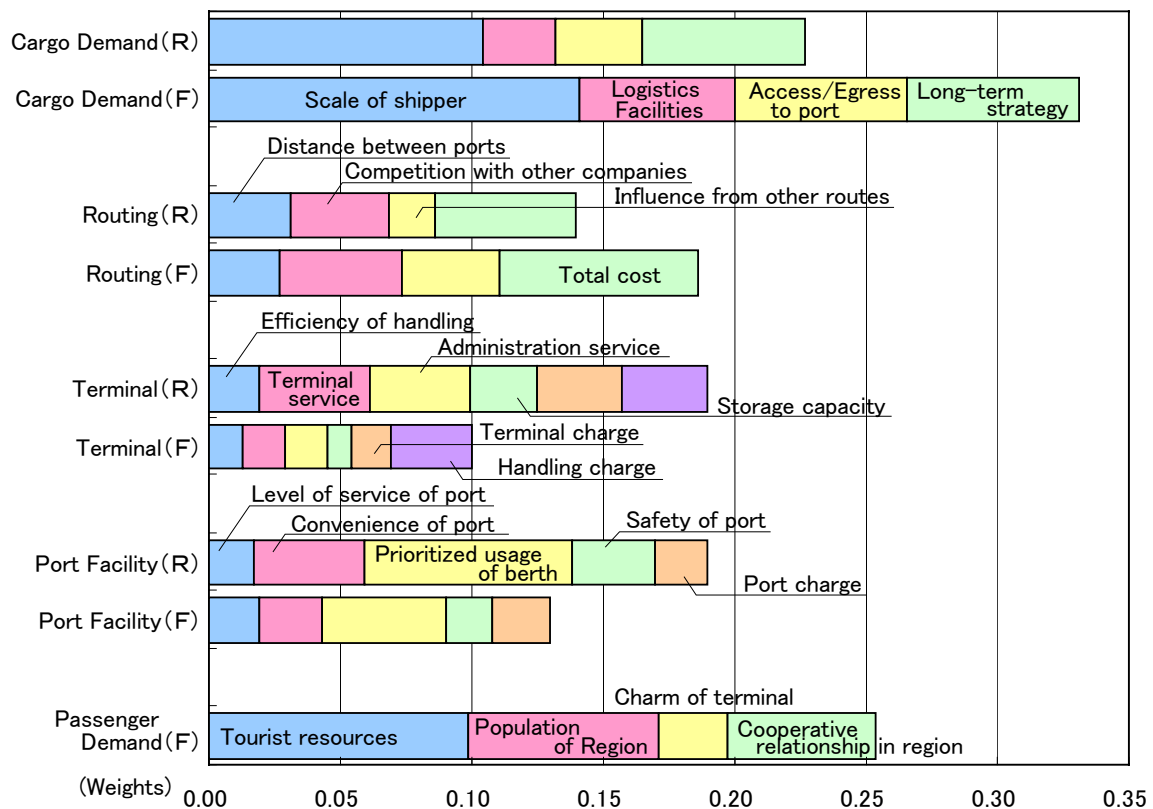 Cargo Demand（R）
Cargo Demand（F）
Scale of shipper
Logistics
Facilities
Access/Egress
to port
Long-term
strategy
Distance between ports
Competition with other companies
Influence from other routes
Routing（R）
Routing（F）
Total cost
Efficiency of handling
Administration service
Terminal（R）
Terminal
service
Storage capacity
Terminal（F）
Terminal charge
Handling charge
Level of service of port
Convenience of port
Safety of port
Port Facility（R）
Prioritized usage
of berth
Port charge
Port Facility（F）
Charm of terminal
Passenger
Demand（F）
Tourist resources
Population
of Region
Cooperative
relationship in region
(Weights)
0.00 0.05 0.10 0.15 0.20 0.25 0.30 0.35